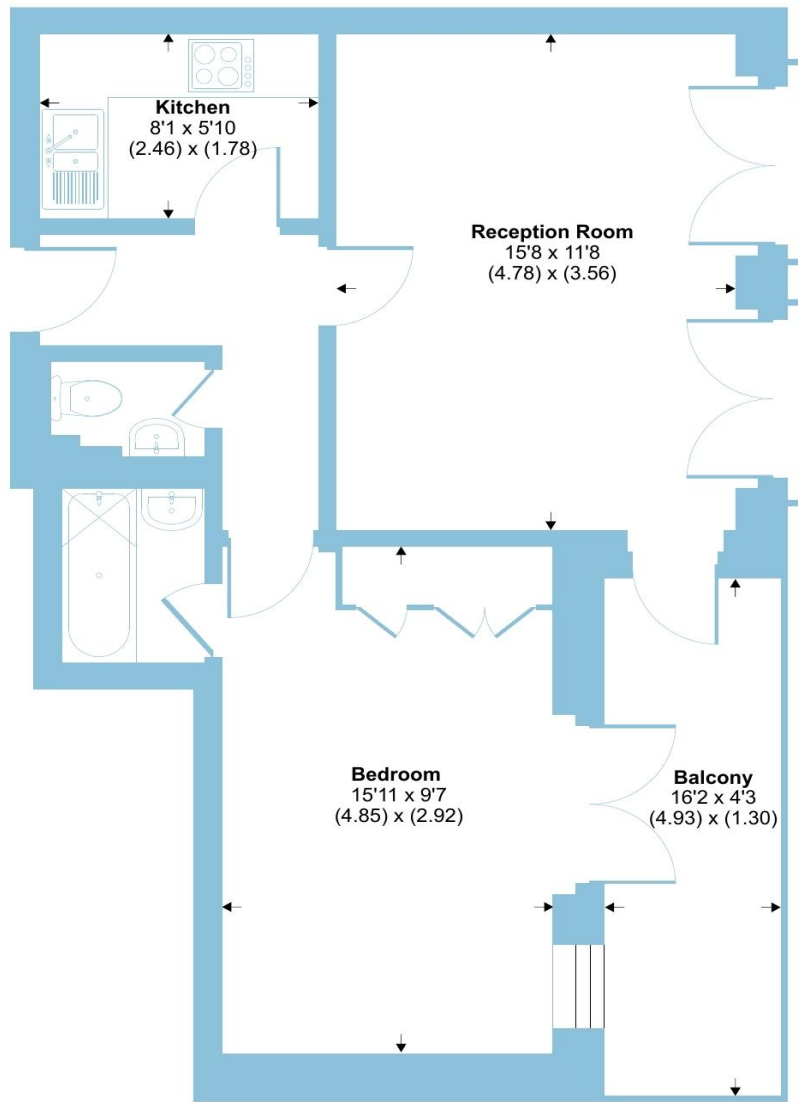 Kitchen
8'1 x 5'10
(2.46) x (1.78)
Reception Room
15'8 x 11'8
(4.78) x (3.56)
Bedroom
15'11 x 9'7
(4.85) x (2.92)
Balcony
16'2 x 4'3
(4.93) x (1.30)